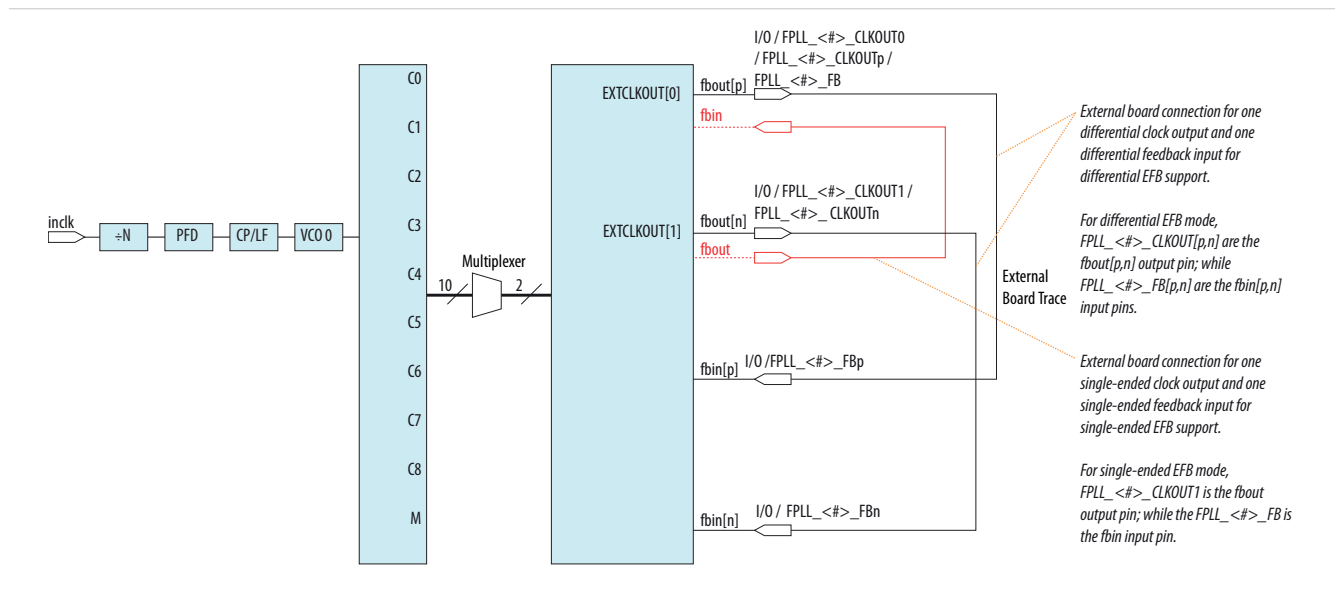 inclk
÷N
PFD
CP/LF
VCO 0
C0
C1
C2
C3
C4
C5
C6
C7
C8
M
Multiplexer
10
2
EXTCLKOUT[0]
EXTCLKOUT[1]
I/O / FPLL_<#>_CLKOUT0
/ FPLL_<#>_CLKOUTp /
FPLL_<#>_FB
fbout[p]
fbin
I/O / FPLL_<#>_CLKOUT1 /
FPLL_<#>_ CLKOUTn
fbout[n]
fbout
fbin[p]
I/O /FPLL_<#>_FBp
fbin[n]
I/O / FPLL_<#>_FBn
External
Board Trace
External board connection for one
differential clock output and one
differential feedback input for
differential EFB support.
For differential EFB mode,
FPLL_<#>_CLKOUT[p,n] are the
fbout[p,n] output pin; while
FPLL_<#>_FB[p,n] are the fbin[p,n]
input pins.
External board connection for one
single-ended clock output and one
single-ended feedback input for
single-ended EFB support.
For single-ended EFB mode,
FPLL_<#>_CLKOUT1 is the fbout
output pin; while the FPLL_<#>_FB is
the fbin input pin.